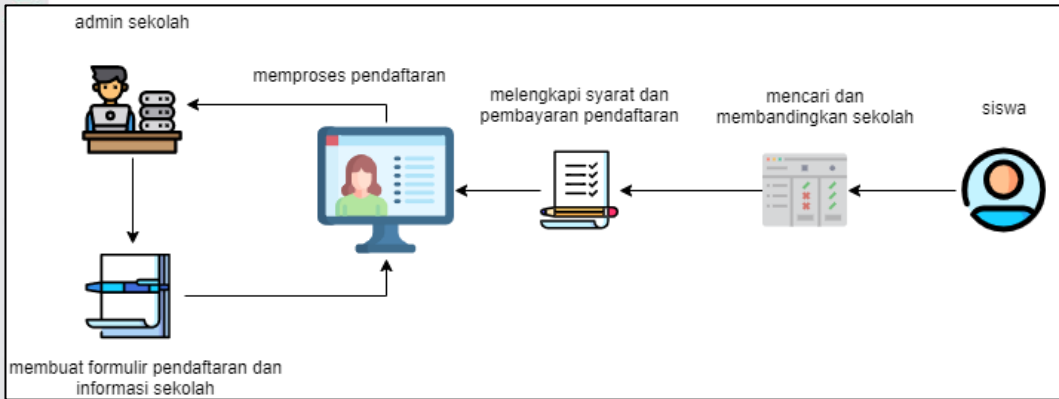 admin sekolah
memproses pendaftaran
melengkapi syarat dan
pembayaran pendaftaran
mencari dan
membandingkan sekolah
siswa
membuat formulir pendaftaran dan
informasi sekolah